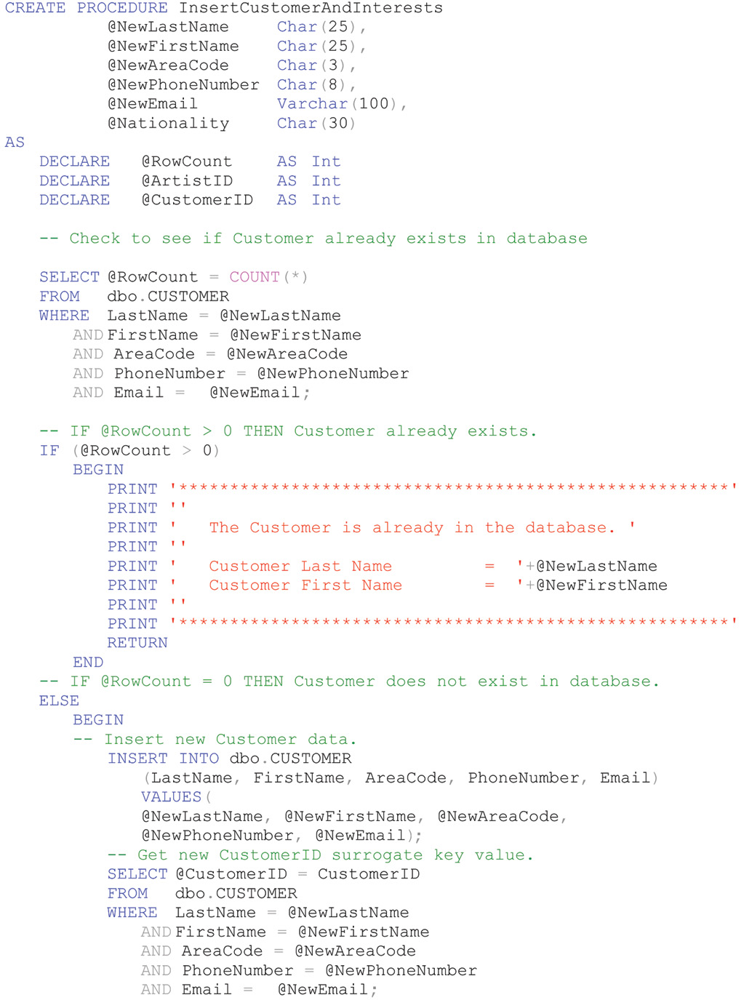 CREATE PROCEDURE InsertCustomerAndInterests
@NewLastName Char(25),
@NewFirstName Char(25),
@NewAreaCode Char(3),
@NewPhoneNumber Char(8),
@NewEmail Varchar(100),
@Nationality Char(30)
AS
DECLARE @RowCount AS Int
DECLARE @ArtistID AS Int
DECLARE @CustomerID AS Int
-- Check to see if Customer already exists in database
SELECT @RowCount = COUNT(*)
FROM dbo.CUSTOMER
WHERE LastName = @NewLastName
AND FirstName = @NewFirstName
AND AreaCode = @NewAreaCode
AND PhoneNumber = @NewPhoneNumber
AND Email = @NewEmail;
-- IF @RowCount > 0 THEN Customer already exists.
IF (@RowCount > 0)
BEGIN
PRINT '******************************************************'
PRINT ''
PRINT ' The Customer is already in the database. '
PRINT ''
PRINT ' Customer Last Name = '+@NewLastName
PRINT ' Customer First Name = '+@NewFirstName
PRINT ''
PRINT '******************************************************'
RETURN
END
-- IF @RowCount = 0 THEN Customer does not exist in database.
ELSE
BEGIN
-- Insert new Customer data.
INSERT INTO dbo.CUSTOMER
(LastName, FirstName, AreaCode, PhoneNumber, Email)
VALUES(
@NewLastName, @NewFirstName, @NewAreaCode,
@NewPhoneNumber, @NewEmail);
-- Get new CustomerID surrogate key value.
SELECT @CustomerID = CustomerID
FROM dbo.CUSTOMER
WHERE LastName = @NewLastName
AND FirstName = @NewFirstName
AND AreaCode = @NewAreaCode
AND PhoneNumber = @NewPhoneNumber
AND Email = @NewEmail;